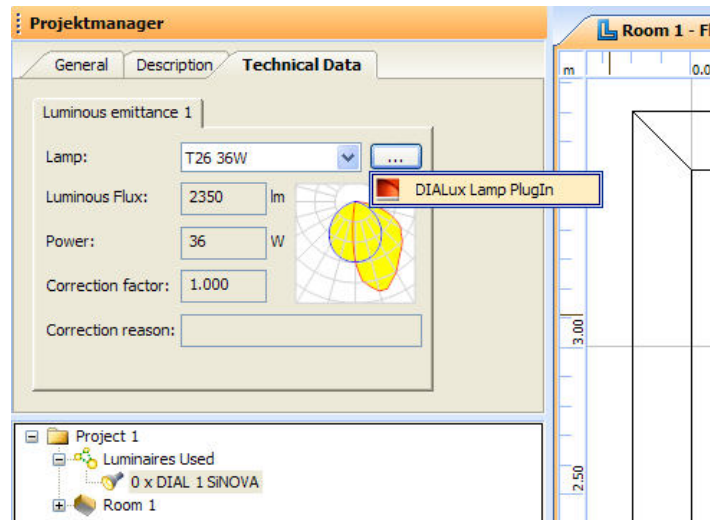 Projektmanager
General Description Technical Data
Luminous emittance 1
Lamp: T26 36W ...
DIALux Lamp PlugIn
Luminous Flux: 2350 lm
Power: 36 W
Correction factor: 1.000
Correction reason:
Project 1
Luminaires Used
0 x DIAL 1 SiNOVA
Room 1
Room 1 - Fl
m 0.0
3.00
2.50